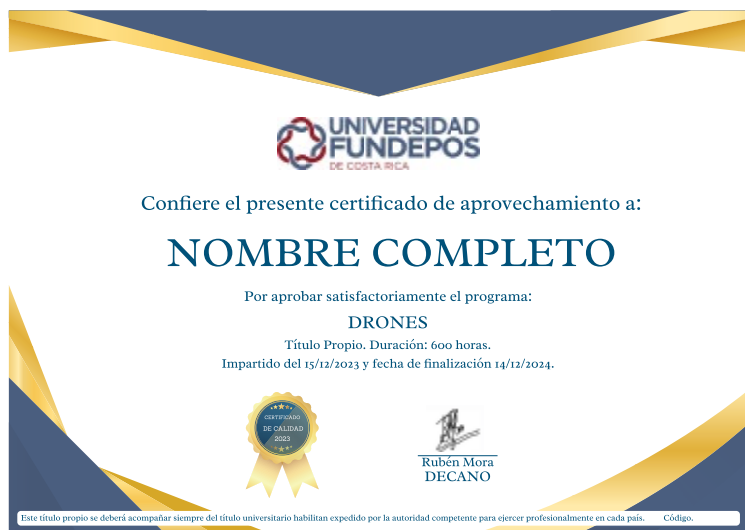 UNIVERSIDAD
FUNDEPOS
DE COSTA RICA
Confiere el presente certificado de aprovechamiento a:
NOMBRE COMPLETO
Por aprobar satisfactoriamente el programa:
DRONES
Título Propio. Duración: 600 horas.
Impartido del 15/12/2023 y fecha de finalización 14/12/2024.
CERTIFICADO
DE CALIDAD
2023
Rubén Mora
DECANO
Este título propio se deberá acompañar siempre del título universitario habilitan expedido por la autoridad competente para ejercer profesionalmente en cada país. Código.